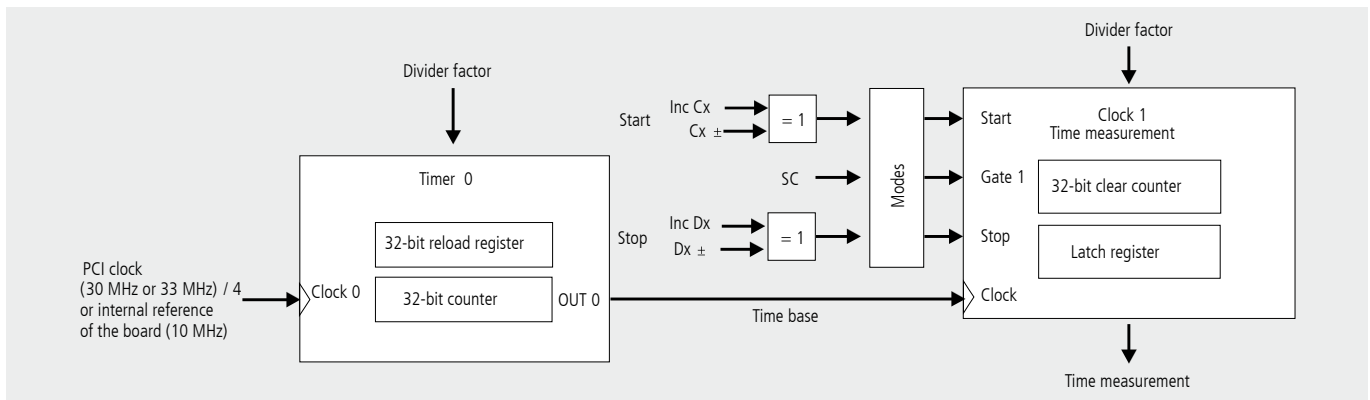 Divider factor
Timer 0
32-bit reload register
32-bit counter
PCI clock
(30 MHz or 33 MHz) / 4
or internal reference
of the board (10 MHz)
Clock 0
OUT 0
Time base
Start
Inc Cx
Cx ±
= 1
SC
Stop
Inc Dx
Dx ±
= 1
Modes
Divider factor
Start
Clock 1
Time measurement
Gate 1
32-bit clear counter
Stop
Latch register
Clock
Time measurement